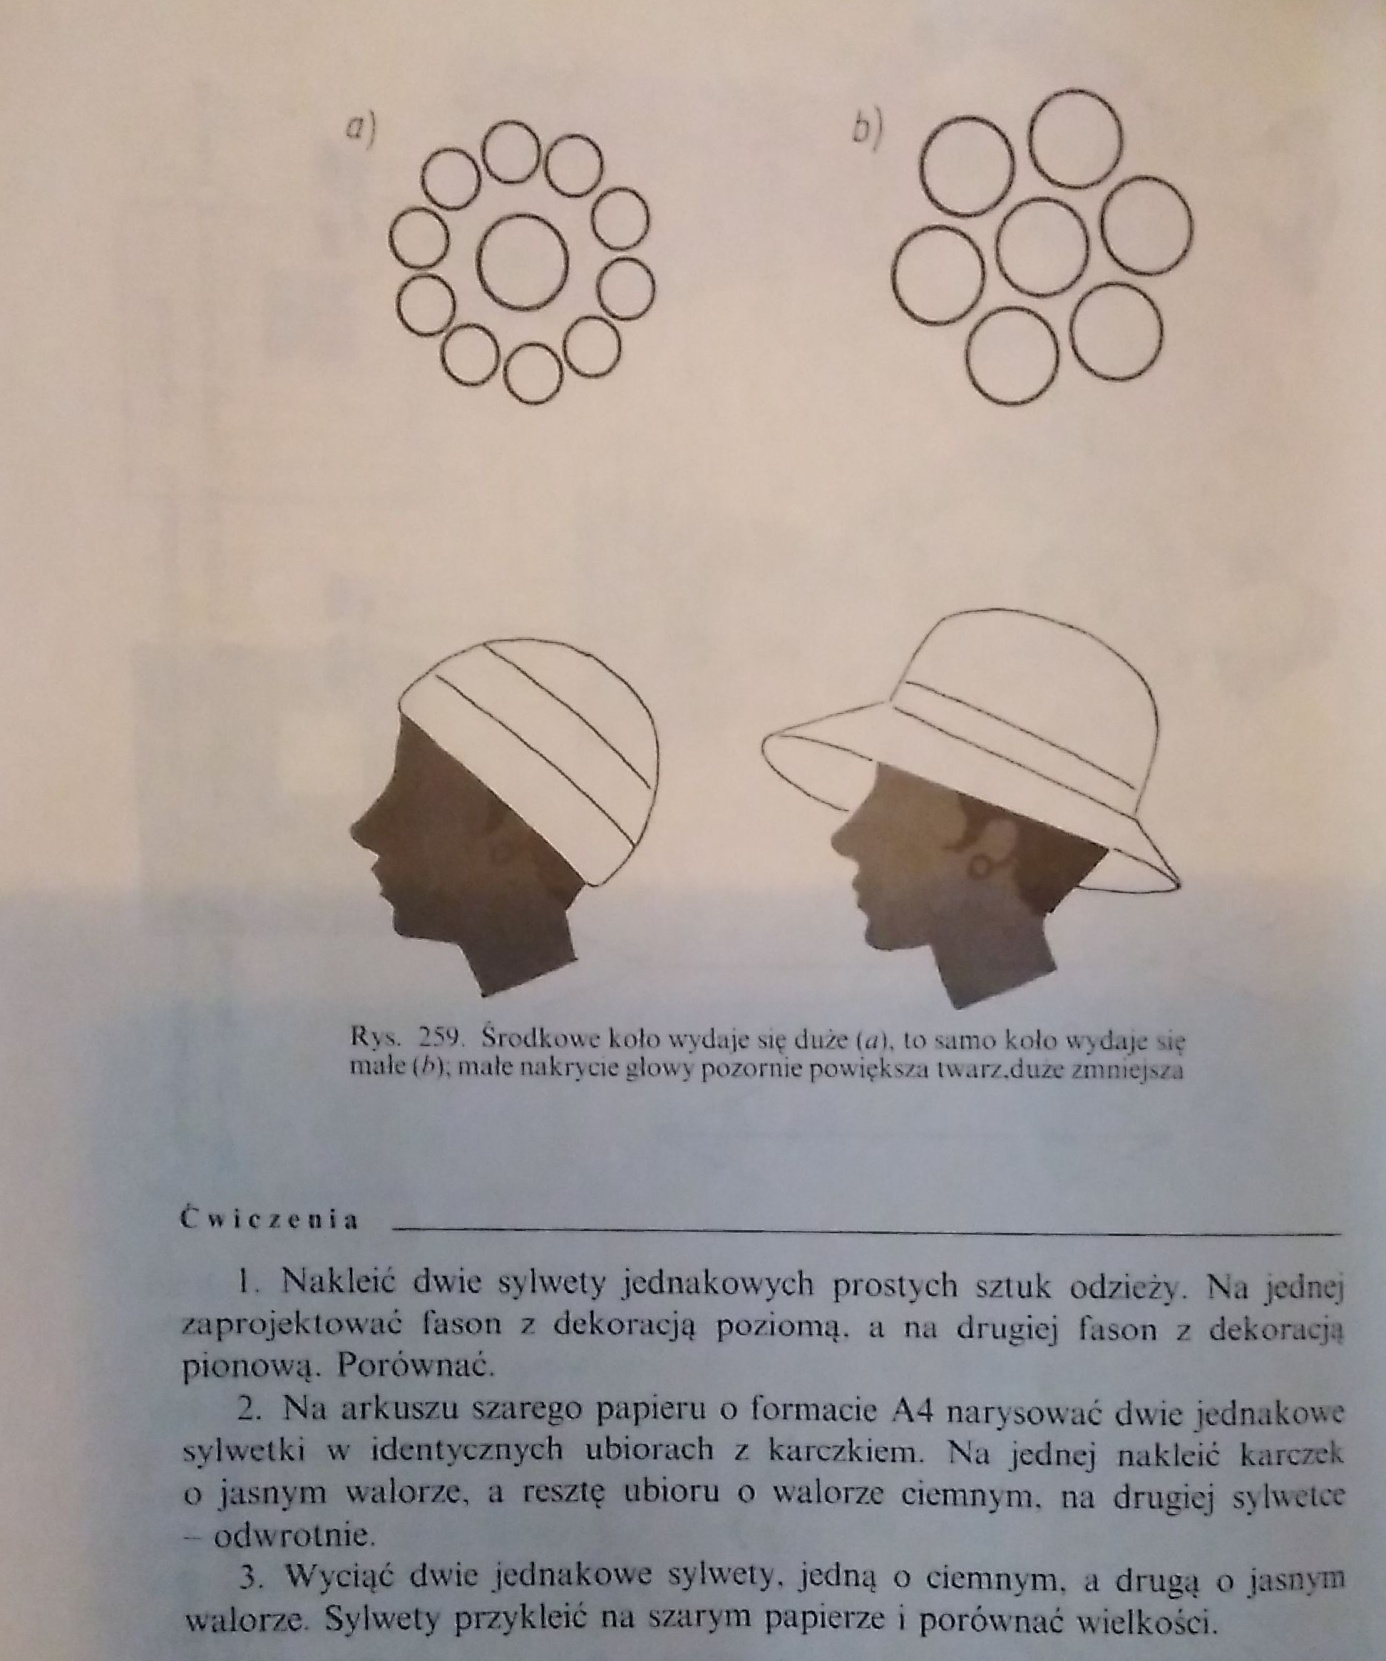 a)
b)
Rys. 259. Środkowe koło wydaje się duże (a), to samo koło wydaje się
małe (b); małe nakrycie głowy pozornie powiększa twarz,duże zmniejsza
Ćwiczenia
1. Nakleić dwie sylwety jednakowych prostych sztuk odzieży. Na jednej
zaprojektować fason z dekoracją poziomą, a na drugiej fason z dekoracją
pionową. Porównać.
2. Na arkuszu szarego papieru o formacie A4 narysować dwie jednakowe
sylwetki w identycznych ubiorach z karczkiem. Na jednej nakleić karczek
o jasnym walorze, a resztę ubioru o walorze ciemnym, na drugiej sylwetce
– odwrotnie.
3. Wyciąć dwie jednakowe sylwety, jedną o ciemnym, a drugą o jasnym
walorze. Sylwety przykleić na szarym papierze i porównać wielkości.